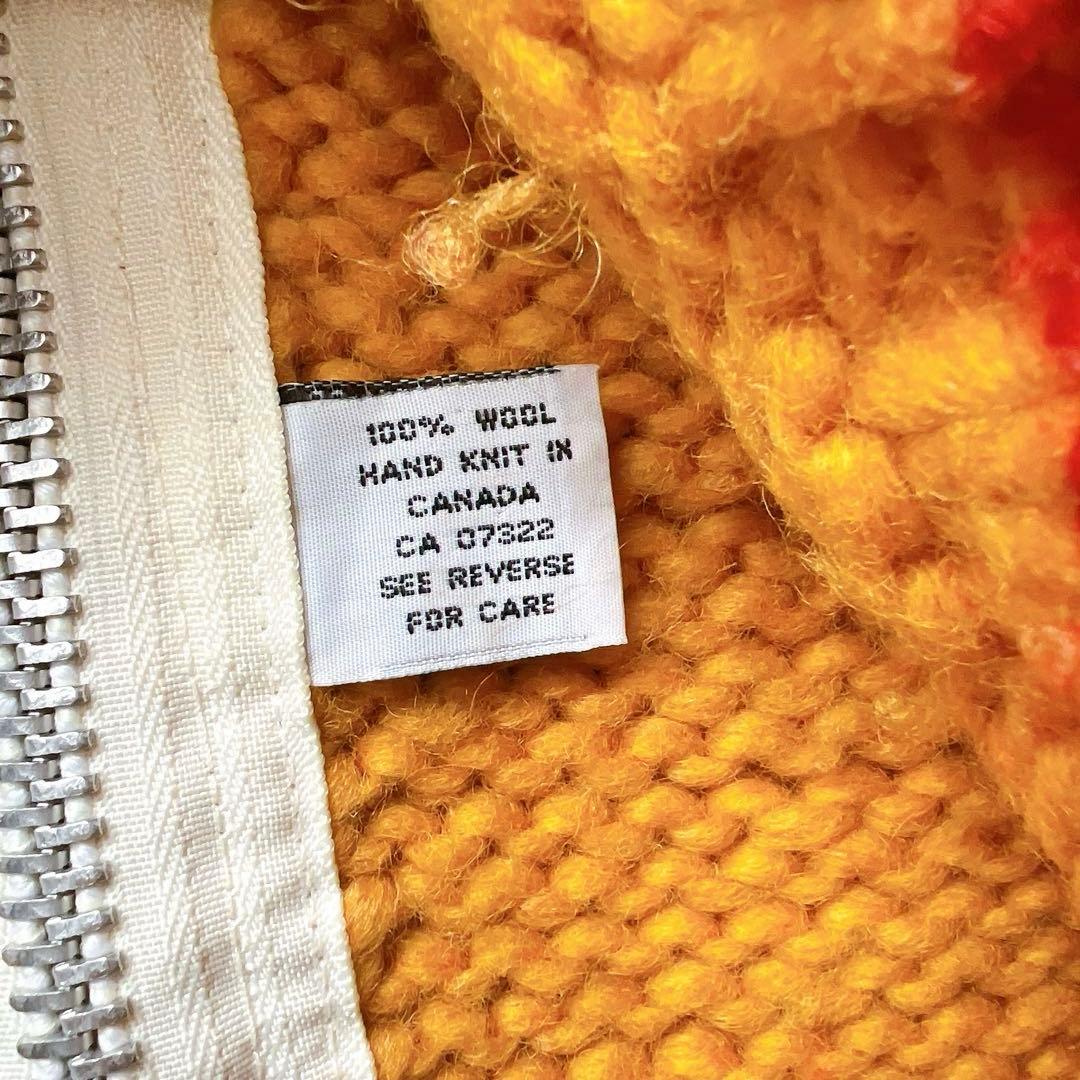 100% WOOL
HAND KNIT IN
CANADA
CA 07322
SEE REVERSE
FOR CARE